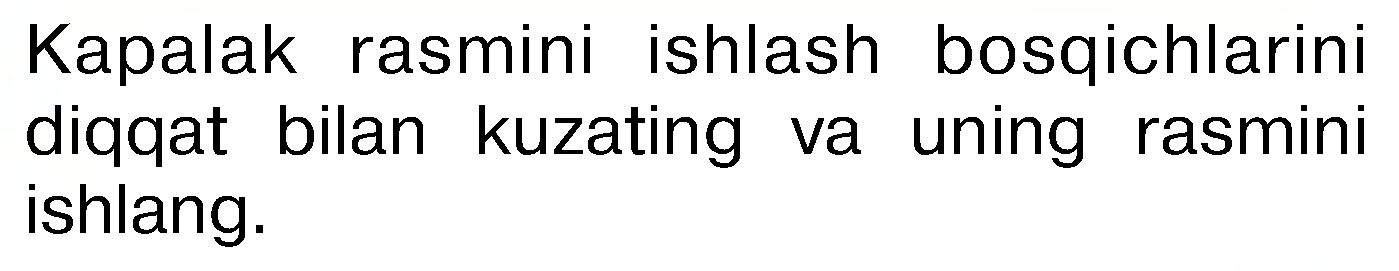 Kapalak rasmini ishlash bosqichlarini
diqqat bilan kuzating va uning rasmini
ishlang.